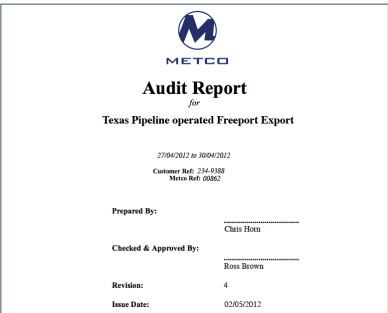 METCO
Audit Report
for
Texas Pipeline operated Freeport Export
27/04/2012 to 30/04/2012
Customer Ref: 234-9388
Metco Ref: 00862
Prepared By:
Chris Horn
Checked & Approved By:
Ross Brown
Revision: 4
Issue Date: 02/05/2012